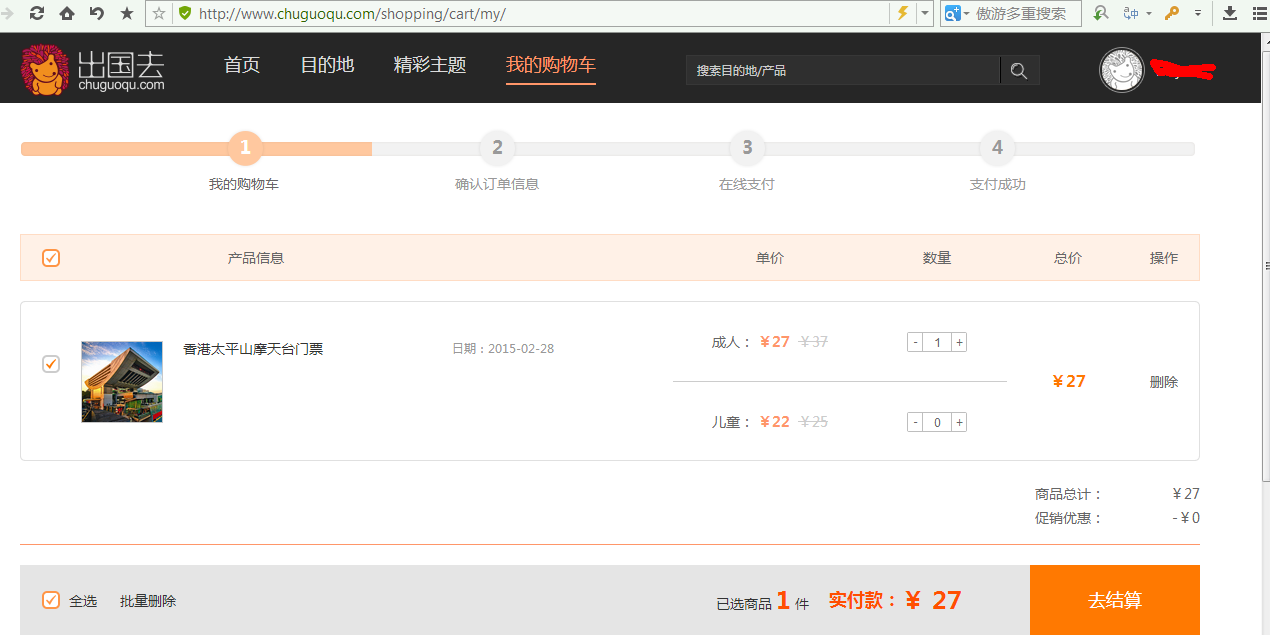 http://www.chuguoqu.com/shopping/cart/my/
傲游多重搜索
出国去
chuguoqu.com
首页 目的地 精彩主题 我的购物车
搜索目的地/产品
1 2 3 4
我的购物车 确认订单信息 在线支付 支付成功
产品信息 单价 数量 总价 操作
香港太平山摩天台门票 日期：2015-02-28
成人： ¥27 ¥37 - 1 +
¥27 删除
儿童： ¥22 ¥25 - 0 +
商品总计： ¥27
促销优惠： -¥0
全选 批量删除 已选商品 1 件 实付款： ¥ 27 去结算